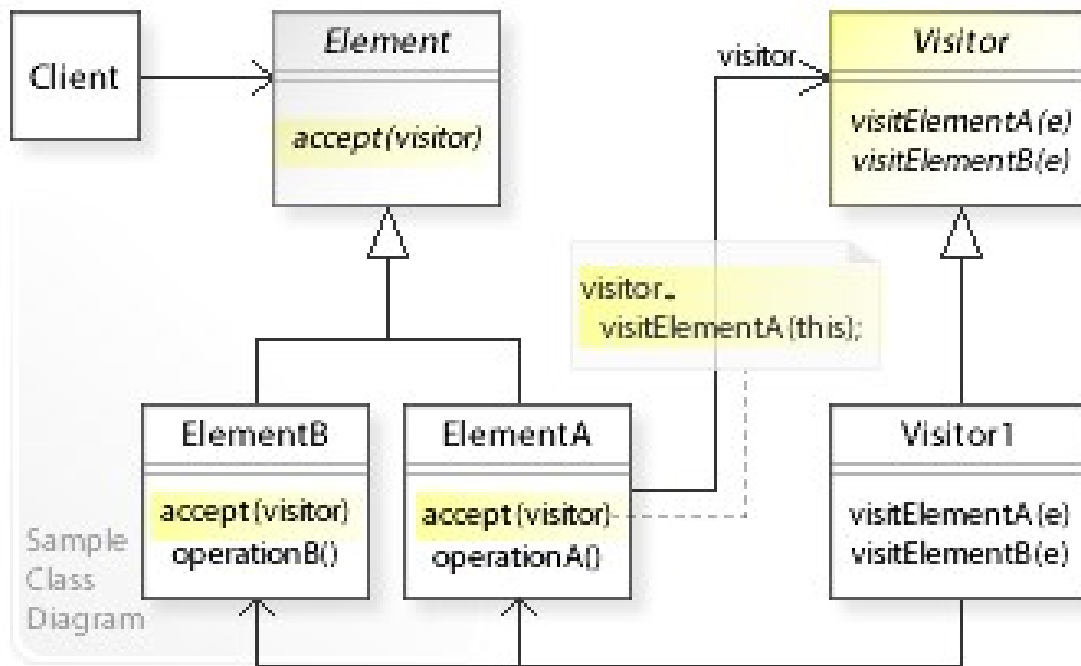 Client
Element
accept(visitor)
visitor
Visitor
visitElementA(e)
visitElementB(e)
visitor.
visitElementA(this);
ElementB
accept(visitor)
operationB()
ElementA
accept(visitor)
operationA()
Visitor1
visitElementA(e)
visitElementB(e)
Sample
Class
Diagram